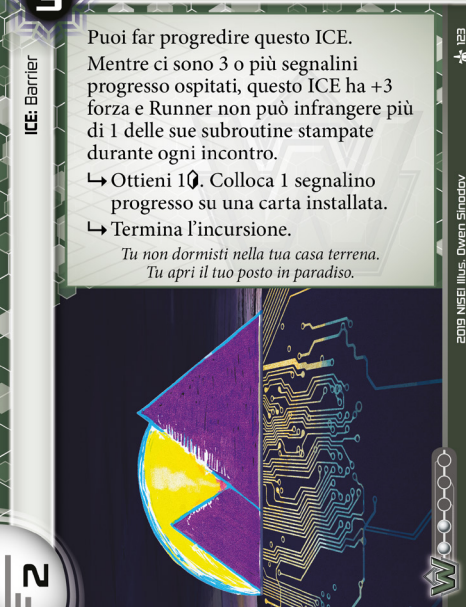 Puoi far progredire questo ICE.
Mentre ci sono 3 o più segnalini
progresso ospitati, questo ICE ha +3
forza e Runner non può infrangere più
di 1 delle sue subroutine stampate
durante ogni incontro.
Ottieni 1. Colloca 1 segnalino
progresso su una carta installata.
Termina l'incursione.
Tu non dormisti nella tua casa terrena.
Tu apri il tuo posto in paradiso.
ICE: Barrier
2
123
2019 NISEI Illus. Owen Sinodov